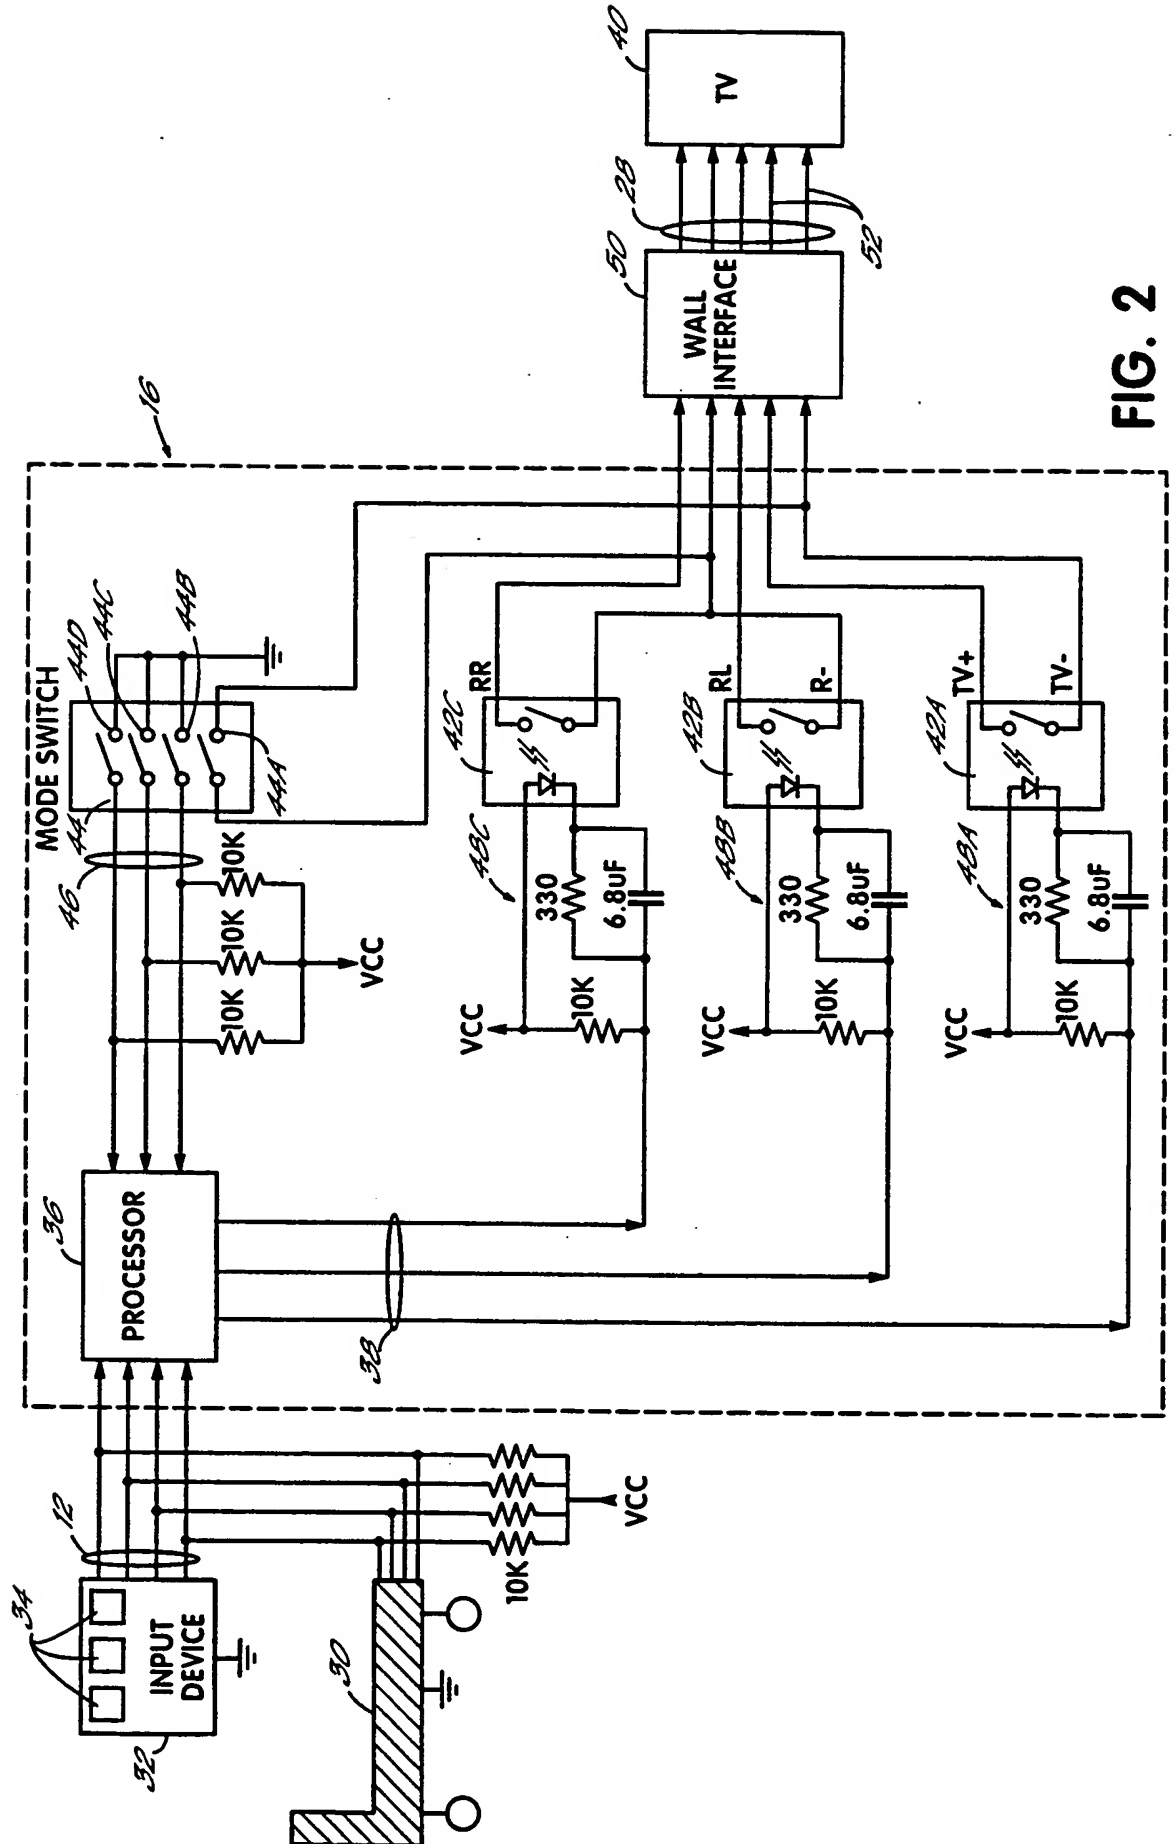 34
INPUT
DEVICE
32
12
30
10K
VCC
36
PROCESSOR
38
MODE SWITCH
46
44
44D
44C
44B
44A
10K
10K
10K
VCC
16
VCC
10K
330
6.8uF
48C
42C
RR
VCC
10K
330
6.8uF
48B
42B
RL
R-
VCC
10K
330
6.8uF
48A
42A
TV+
TV-
50
WALL
INTERFACE
28
52
40
TV
FIG. 2